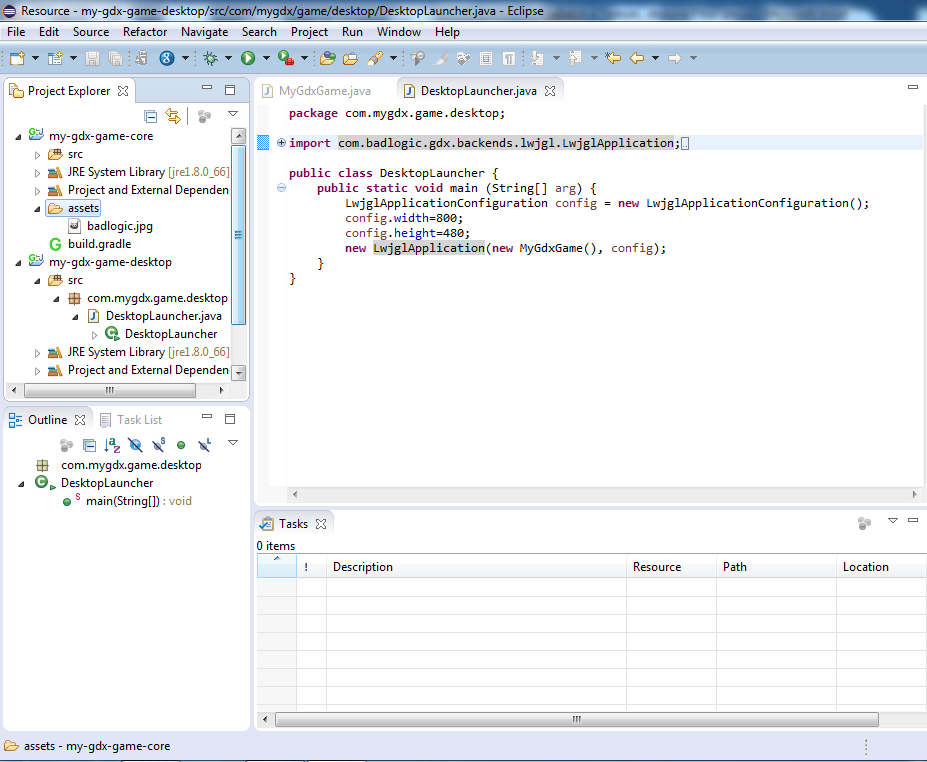 Resource - my-gdx-game-desktop/src/com/mygdx/game/desktop/DesktopLauncher.java - Eclipse
File Edit Source Refactor Navigate Search Project Run Window Help
Project Explorer
my-gdx-game-core
src
JRE System Library [jre1.8.0_66]
Project and External Dependen
assets
badlogic.jpg
build.gradle
my-gdx-game-desktop
src
com.mygdx.game.desktop
DesktopLauncher.java
DesktopLauncher
JRE System Library [jre1.8.0_66]
Project and External Dependen
Outline Task List
com.mygdx.game.desktop
DesktopLauncher
main(String[]) : void
MyGdxGame.java DesktopLauncher.java
package com.mygdx.game.desktop;
import com.badlogic.gdx.backends.lwjgl.LwjglApplication;
public class DesktopLauncher {
public static void main (String[] arg) {
LwjglApplicationConfiguration config = new LwjglApplicationConfiguration();
config.width=800;
config.height=480;
new LwjglApplication(new MyGdxGame(), config);
}
}
Tasks
0 items
! Description Resource Path Location
assets - my-gdx-game-core